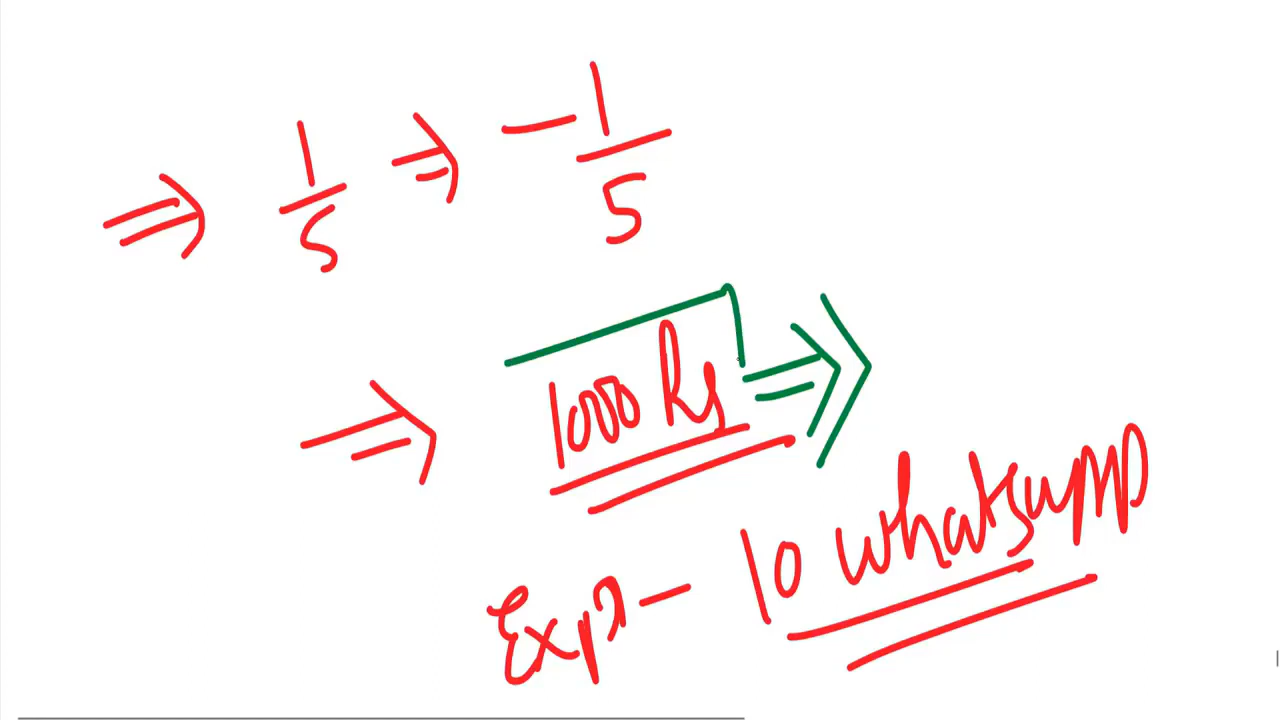 ⇒ 1/5 ⇒ -1/5
⇒ 1000 Rs ⇒
Exp - 10 whatsupp